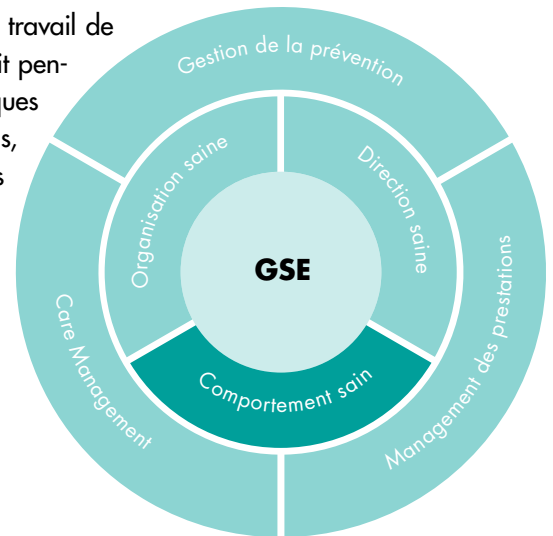 travail de
it pen-
ques
s,
s
Gestion de la prévention
Organisation saine
Direction saine
GSE
Comportement sain
Care Management
Management des prestations